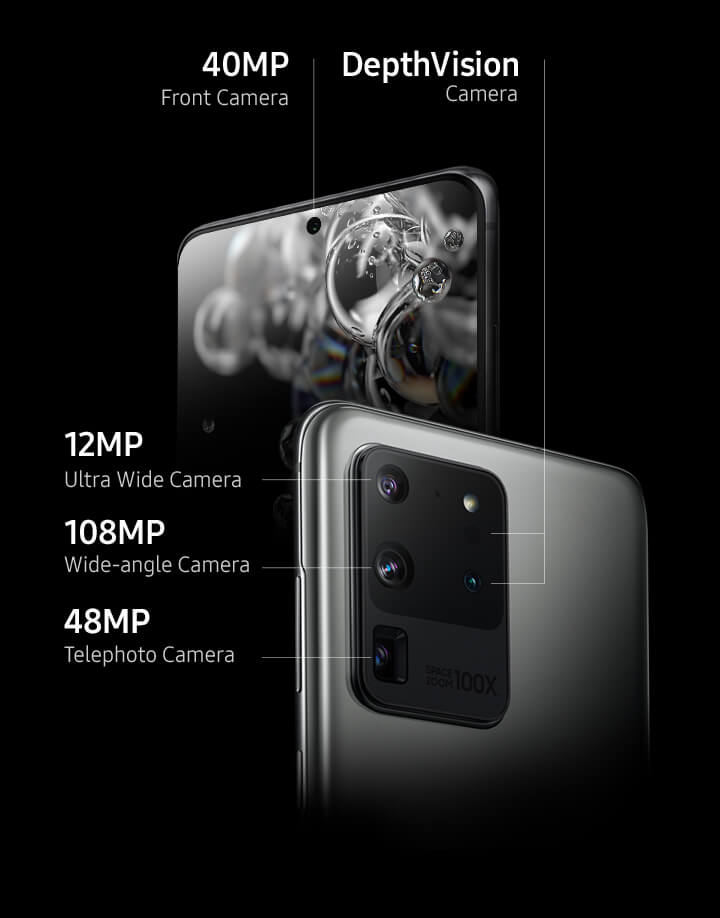 40MP
Front Camera
DepthVision
Camera
12MP
Ultra Wide Camera
108MP
Wide-angle Camera
48MP
Telephoto Camera
SPACE
ZOOM 100X